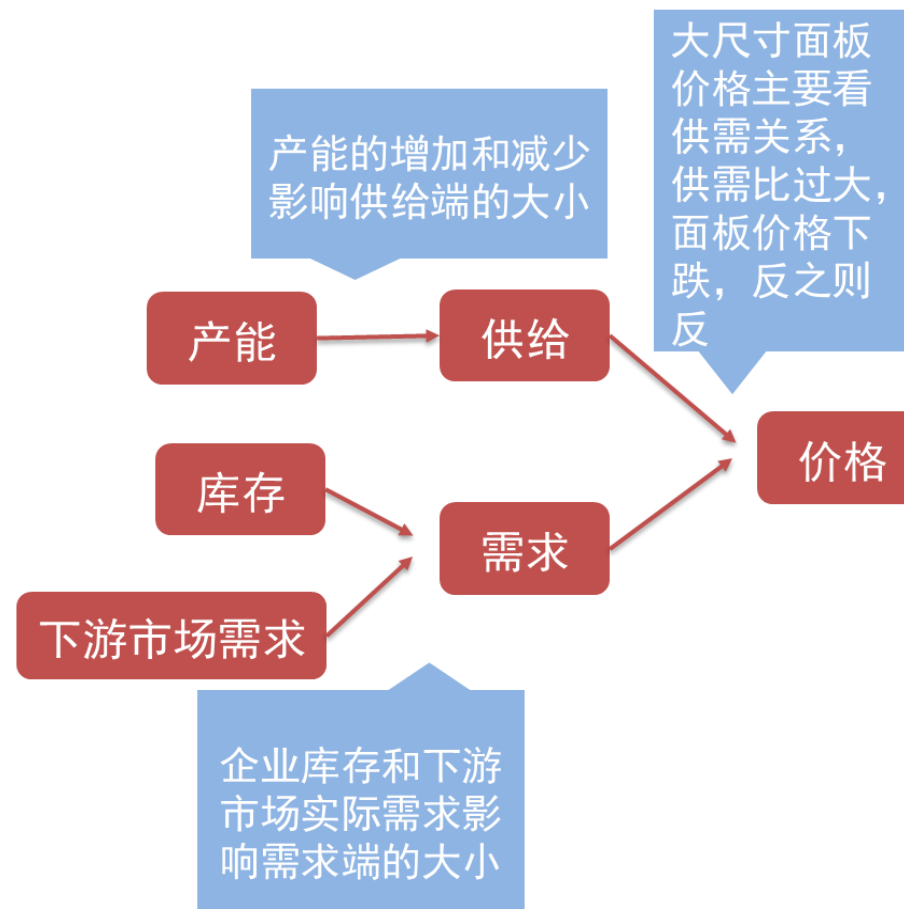 大尺寸面板
价格主要看
供需关系，
供需比过大，
面板价格下
跌，反之则
反
产能的增加和减少
影响供给端的大小
产能
供给
价格
库存
需求
下游市场需求
企业库存和下游
市场实际需求影
响需求端的大小